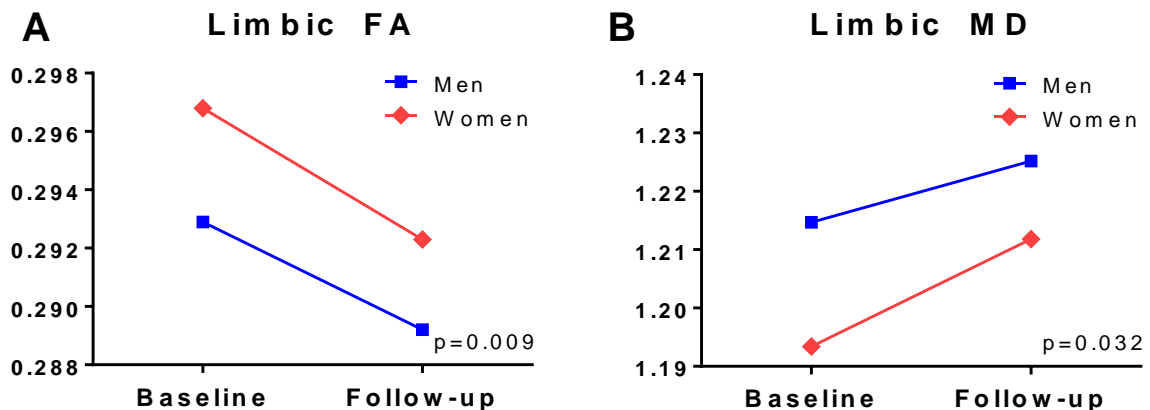 A Limbic FA
0.298
0.296
0.294
0.292
0.290
0.288
Men
Women
p=0.009
Baseline Follow-up
B Limbic MD
1.24
1.23
1.22
1.21
1.20
1.19
Men
Women
p=0.032
Baseline Follow-up